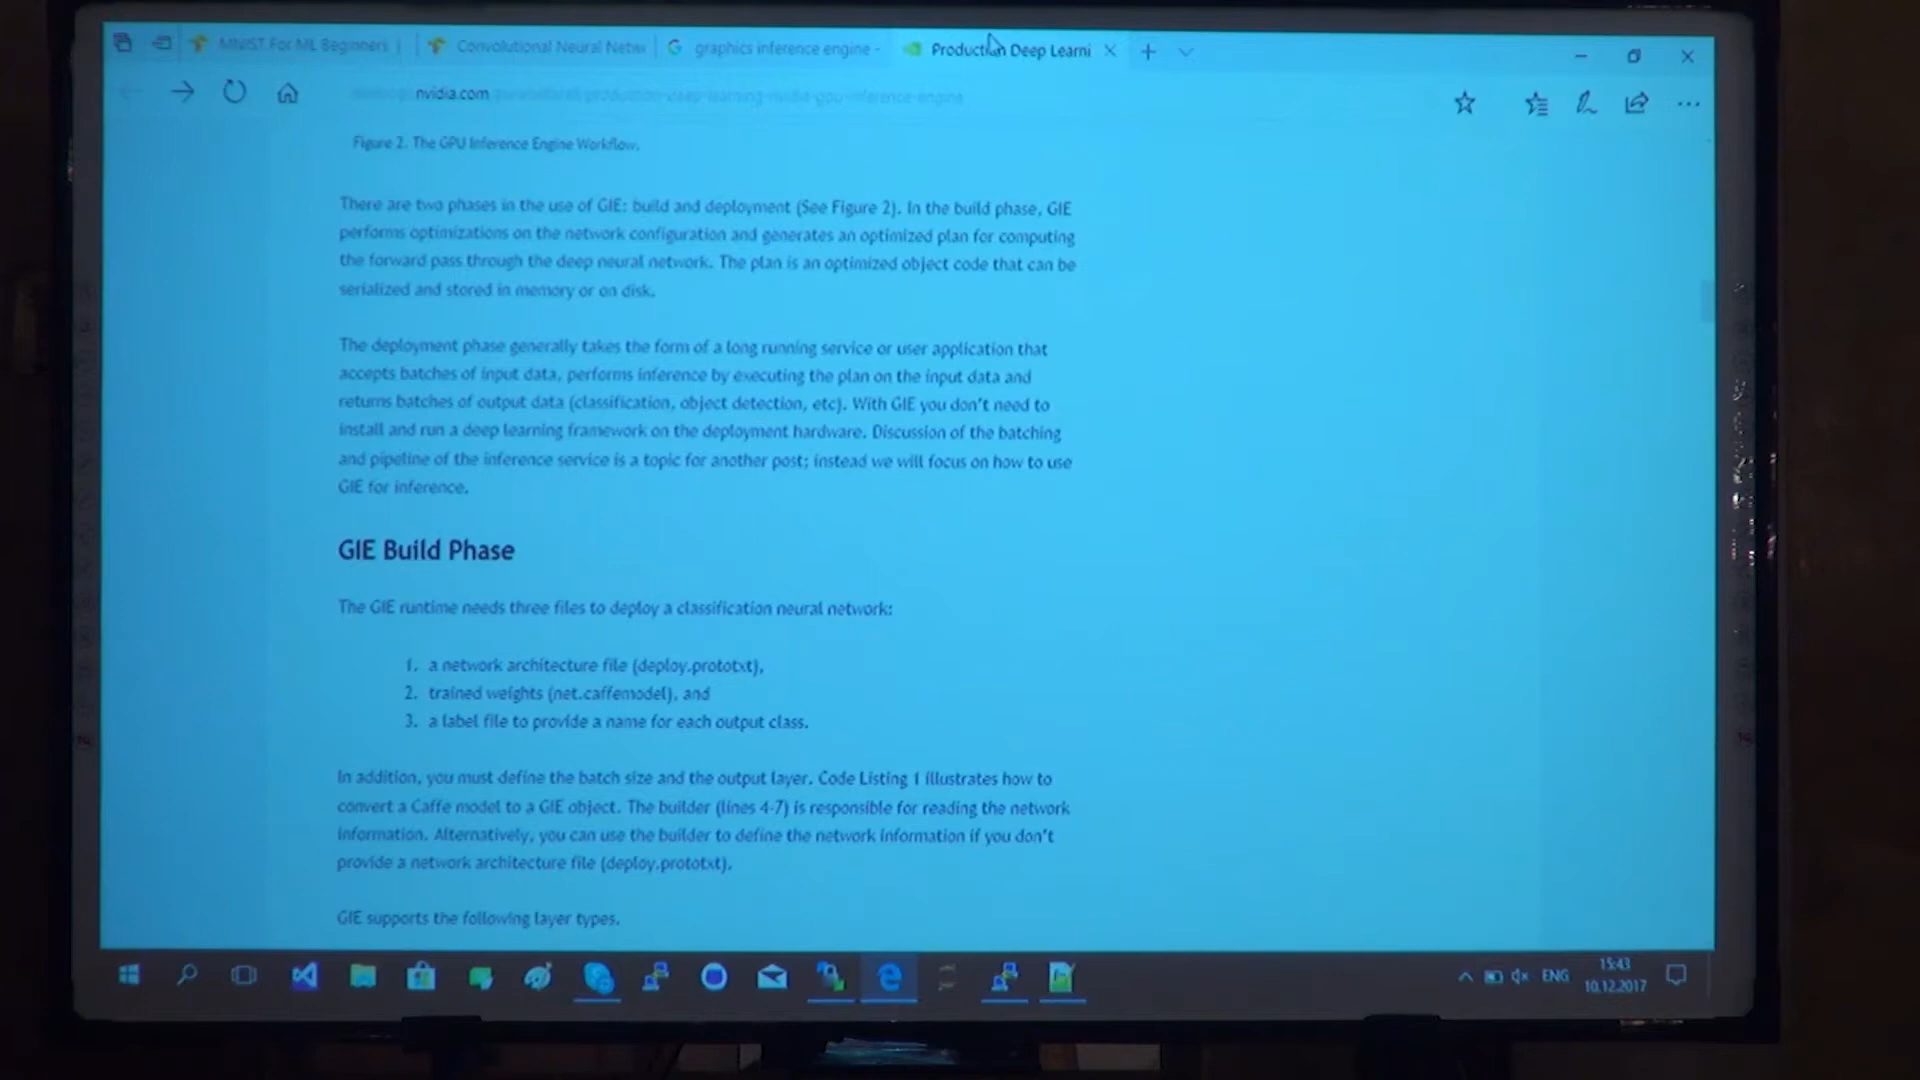 MNIST For ML Beginners
Convolutional Neural Netwo
graphics inference engine -
Production Deep Learni
nvidia.com production-deep-learning-nvidia-gpu-inference-engine
Figure 2. The GPU Inference Engine Workflow.
There are two phases in the use of GIE: build and deployment (See Figure 2). In the build phase, GIE
performs optimizations on the network configuration and generates an optimized plan for computing
the forward pass through the deep neural network. The plan is an optimized object code that can be
serialized and stored in memory or on disk.
The deployment phase generally takes the form of a long running service or user application that
accepts batches of input data, performs inference by executing the plan on the input data and
returns batches of output data (classification, object detection, etc). With GIE you don't need to
install and run a deep learning framework on the deployment hardware. Discussion of the batching
and pipeline of the inference service is a topic for another post; instead we will focus on how to use
GIE for inference.
GIE Build Phase
The GIE runtime needs three files to deploy a classification neural network:
1. a network architecture file (deploy.prototxt),
2. trained weights (net.caffemodel), and
3. a label file to provide a name for each output class.
In addition, you must define the batch size and the output layer. Code Listing 1 illustrates how to
convert a Caffe model to a GIE object. The builder (lines 4-7) is responsible for reading the network
information. Alternatively, you can use the builder to define the network information if you don't
provide a network architecture file (deploy.prototxt).
GIE supports the following layer types.
ENG
15:43
10.12.2017